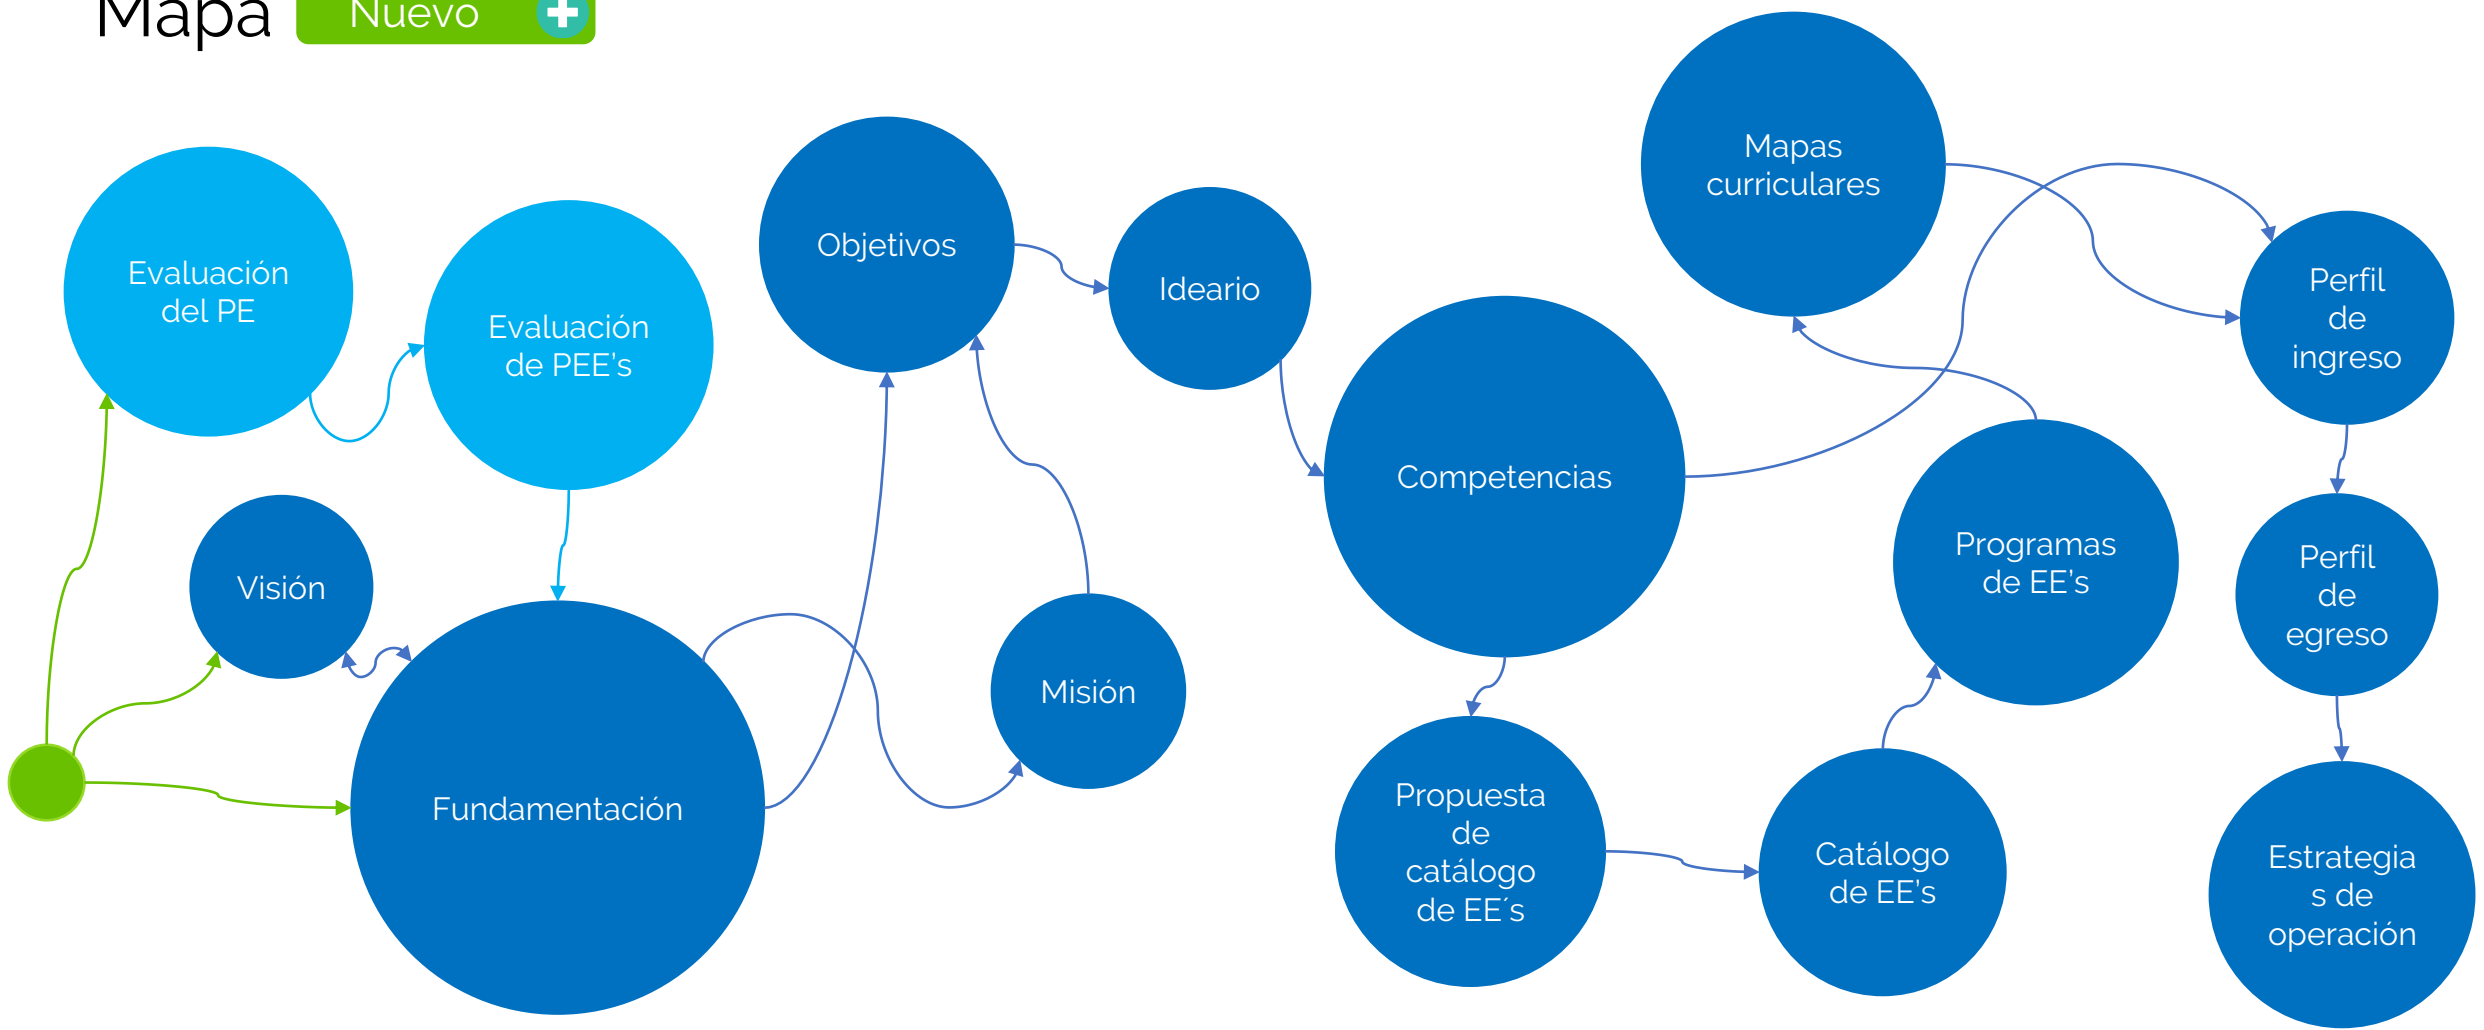 Mapa
Nuevo
Evaluación
del PE
Evaluación
de PEE's
Visión
Fundamentación
Objetivos
Ideario
Misión
Competencias
Propuesta
de
catálogo
de EE´s
Catálogo
de EE's
Programas
de EE's
Mapas
curriculares
Perfil
de
ingreso
Perfil
de
egreso
Estrategia
s de
operación